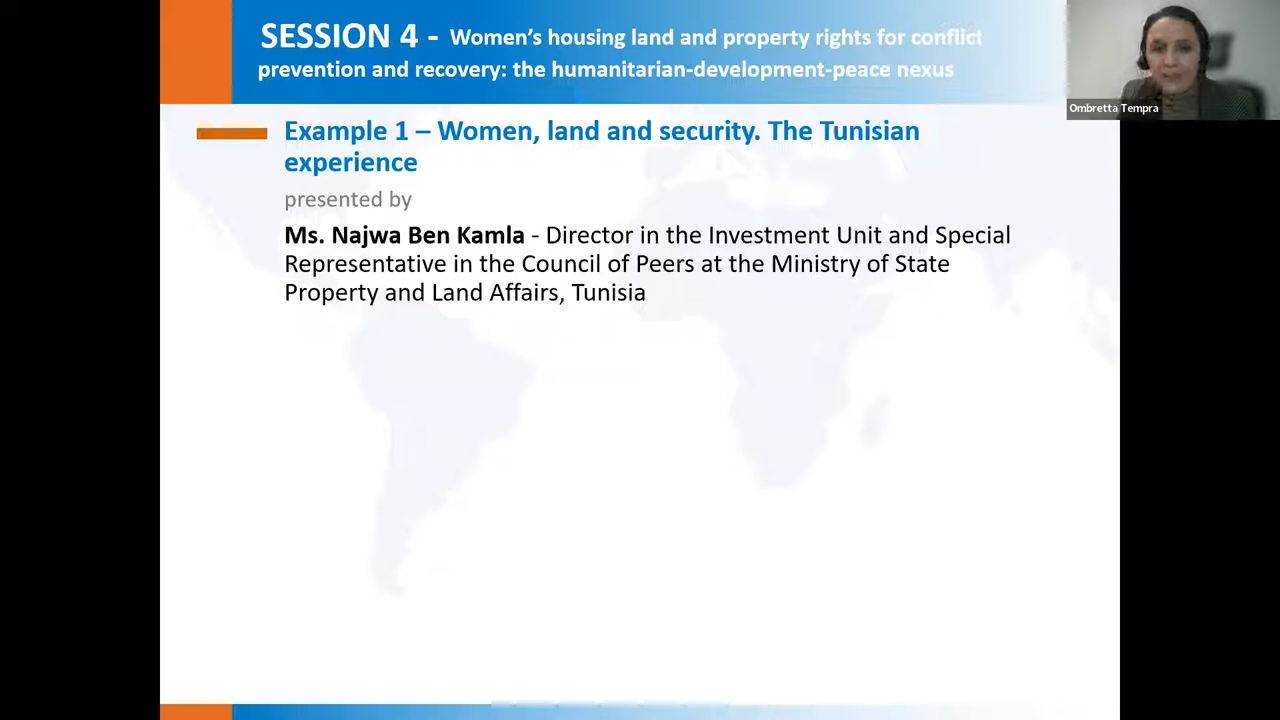 SESSION 4 - Women's housing land and property rights for conflict
prevention and recovery: the humanitarian-development-peace nexus
Ombretta Tempra
Example 1 – Women, land and security. The Tunisian
experience
presented by
Ms. Najwa Ben Kamla - Director in the Investment Unit and Special
Representative in the Council of Peers at the Ministry of State
Property and Land Affairs, Tunisia